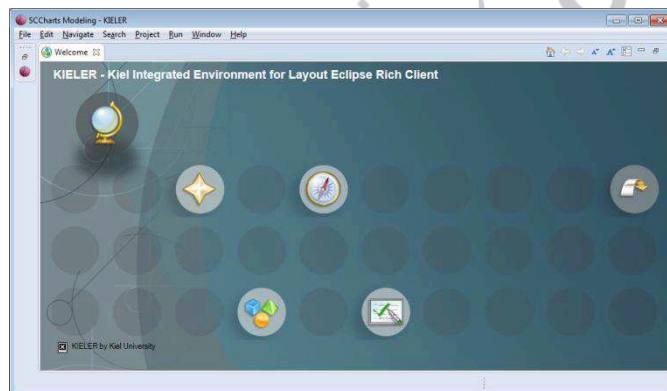 SCCharts Modeling - KIELER
File Edit Navigate Search Project Run Window Help
Welcome
KIELER - Kiel Integrated Environment for Layout Eclipse Rich Client
KIELER by Kiel University